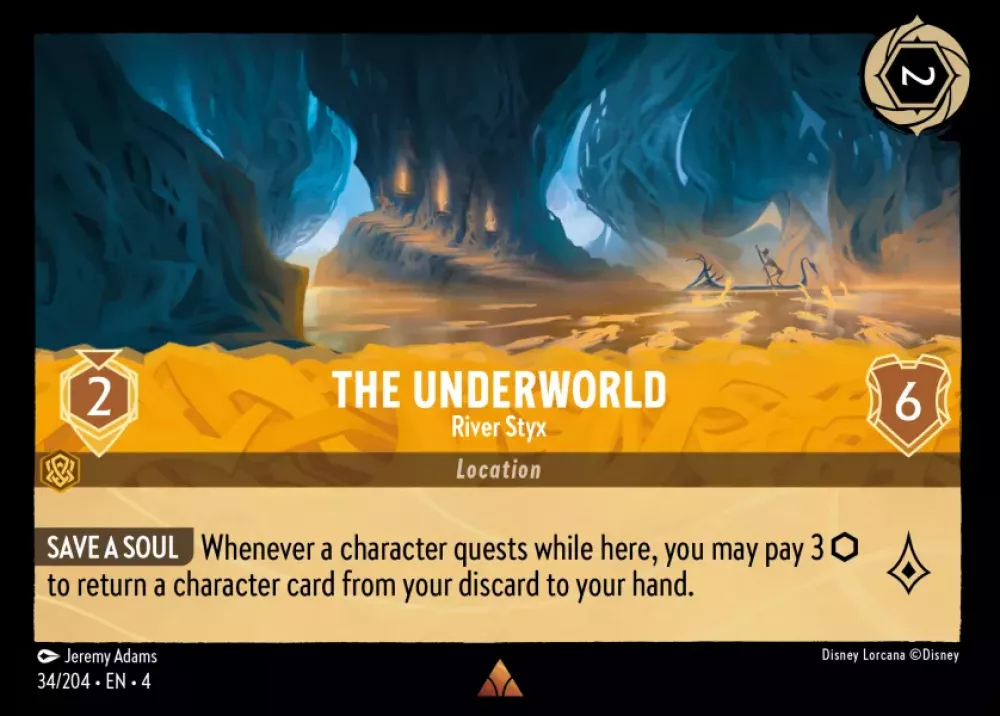 2
2
THE UNDERWORLD
6
River Styx
Location
SAVE A SOUL Whenever a character quests while here, you may pay 3
to return a character card from your discard to your hand.
Jeremy Adams
Disney Lorcana ©Disney
34/204 • EN • 4